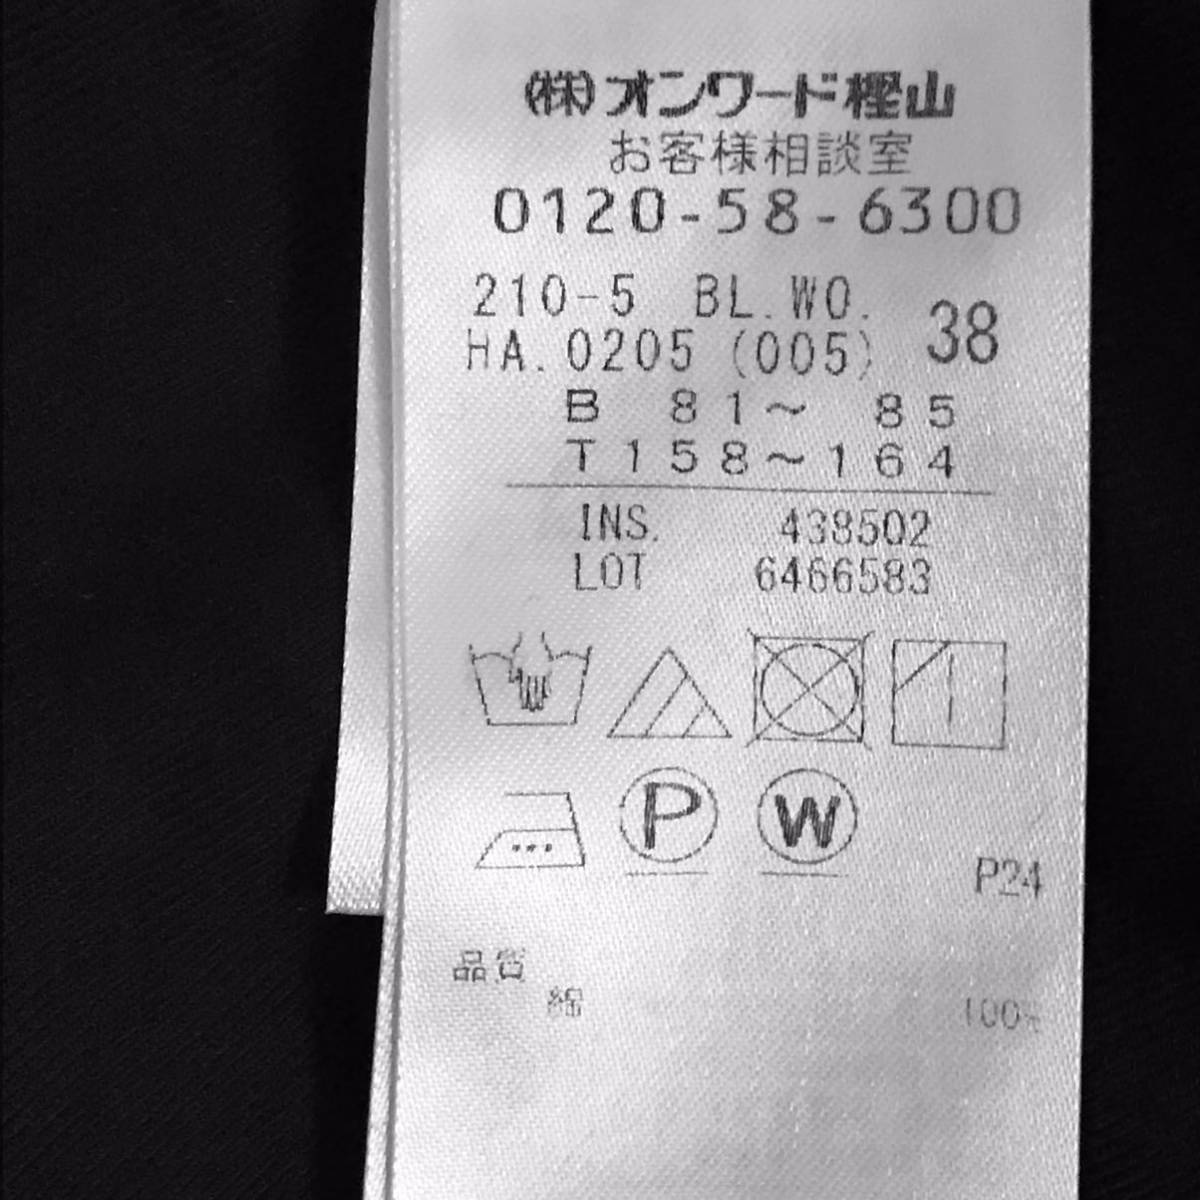 (株)オンワード樫山
お客様相談室
0120-58-6300
210-5 BL.WO.
HA.0205(005) 38
B 81~ 85
T158~164
INS. 438502
LOT 6466583
P W
P24
品質
綿 100%